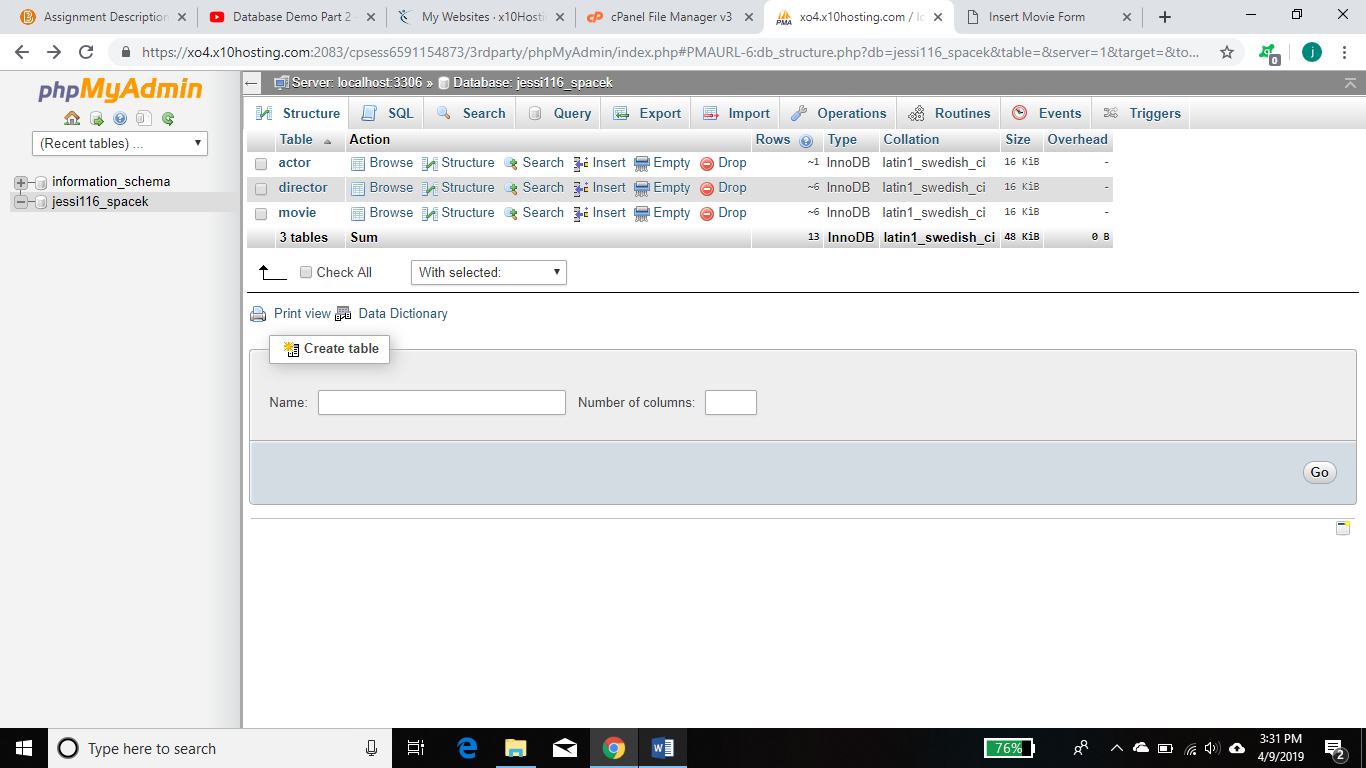 Assignment Description
Database Demo Part 2 -
My Websites · x10Hosti
cPanel File Manager v3
xo4.x10hosting.com / lo
Insert Movie Form
https://xo4.x10hosting.com:2083/cpsess6591154873/3rdparty/phpMyAdmin/index.php#PMAURL-6:db_structure.php?db=jessi116_spacek&table=&server=1&target=&to...
0
j
phpMyAdmin
(Recent tables) ...
information_schema
jessi116_spacek
Server: localhost:3306 » Database: jessi116_spacek
Structure SQL Search Query Export Import Operations Routines Events Triggers
Table Action Rows Type Collation Size Overhead
actor Browse Structure Search Insert Empty Drop ~1 InnoDB latin1_swedish_ci 16 KiB -
director Browse Structure Search Insert Empty Drop ~6 InnoDB latin1_swedish_ci 16 KiB -
movie Browse Structure Search Insert Empty Drop ~6 InnoDB latin1_swedish_ci 16 KiB -
3 tables Sum 13 InnoDB latin1_swedish_ci 48 KiB 0 B
Check All With selected:
Print view Data Dictionary
Create table
Name: Number of columns:
Go
Type here to search
76%
3:31 PM
4/9/2019
2